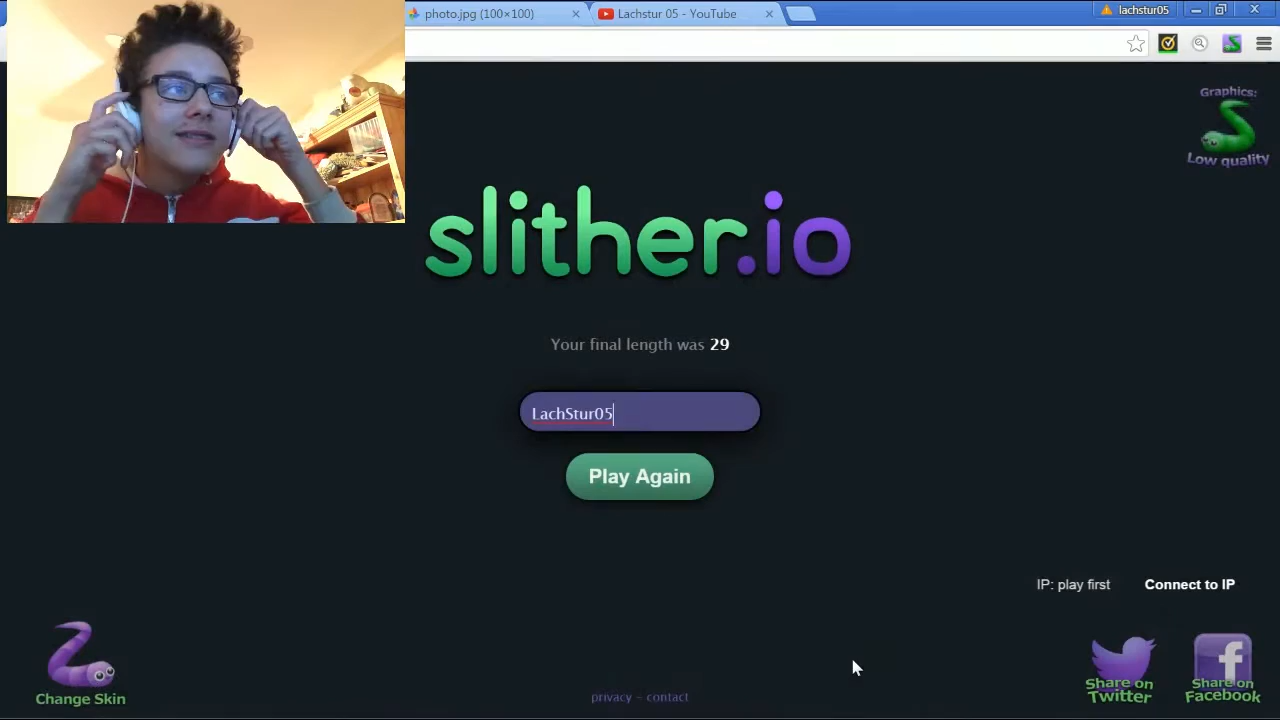 photo.jpg (100×100)
Lachstur 05 - YouTube
lachstur05
Graphics:
Low quality
slither.io
Your final length was 29
LachStur05
Play Again
IP: play first
Connect to IP
Change Skin
privacy ~ contact
Share on
Twitter
Share on
Facebook